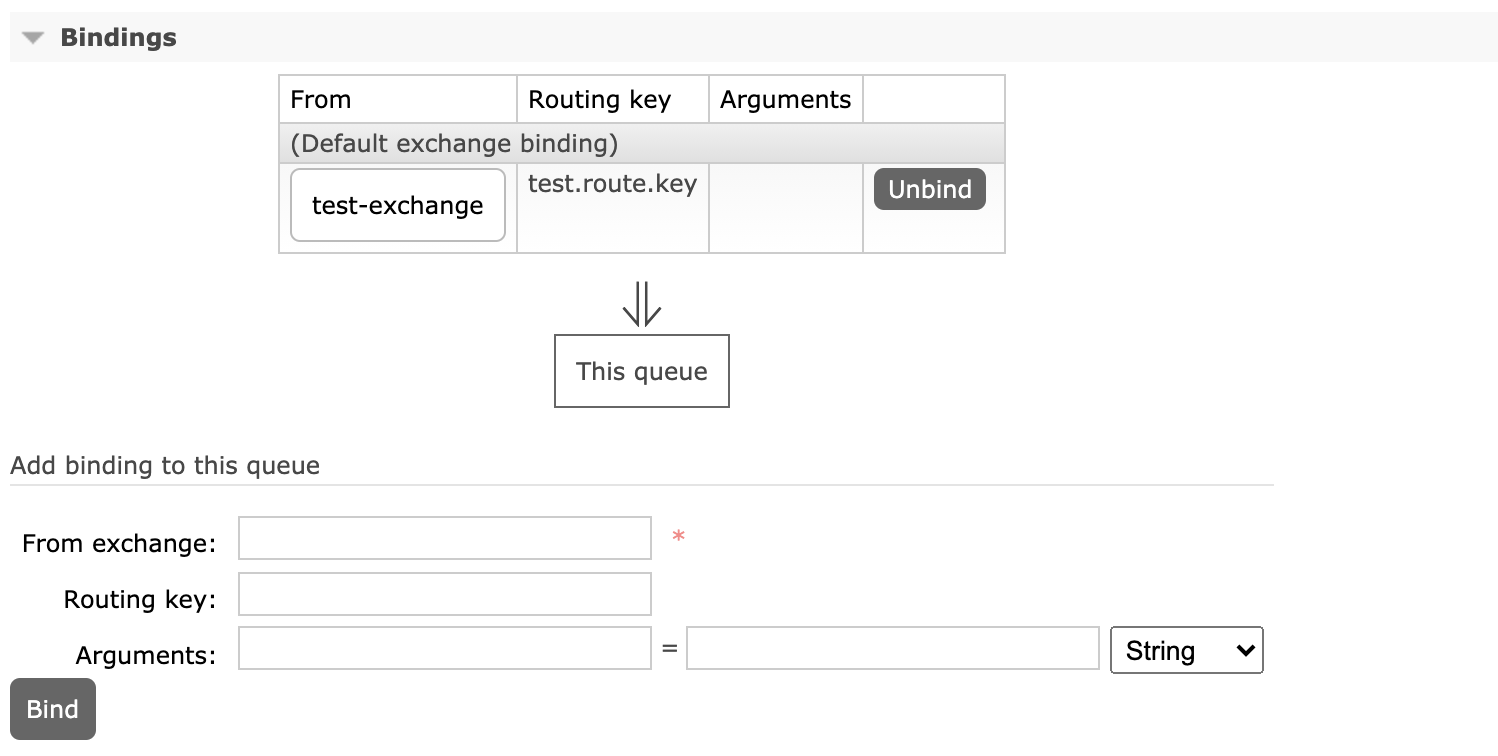 Bindings
From Routing key Arguments
(Default exchange binding)
test-exchange test.route.key Unbind
This queue
Add binding to this queue
From exchange: *
Routing key:
Arguments: = String
Bind